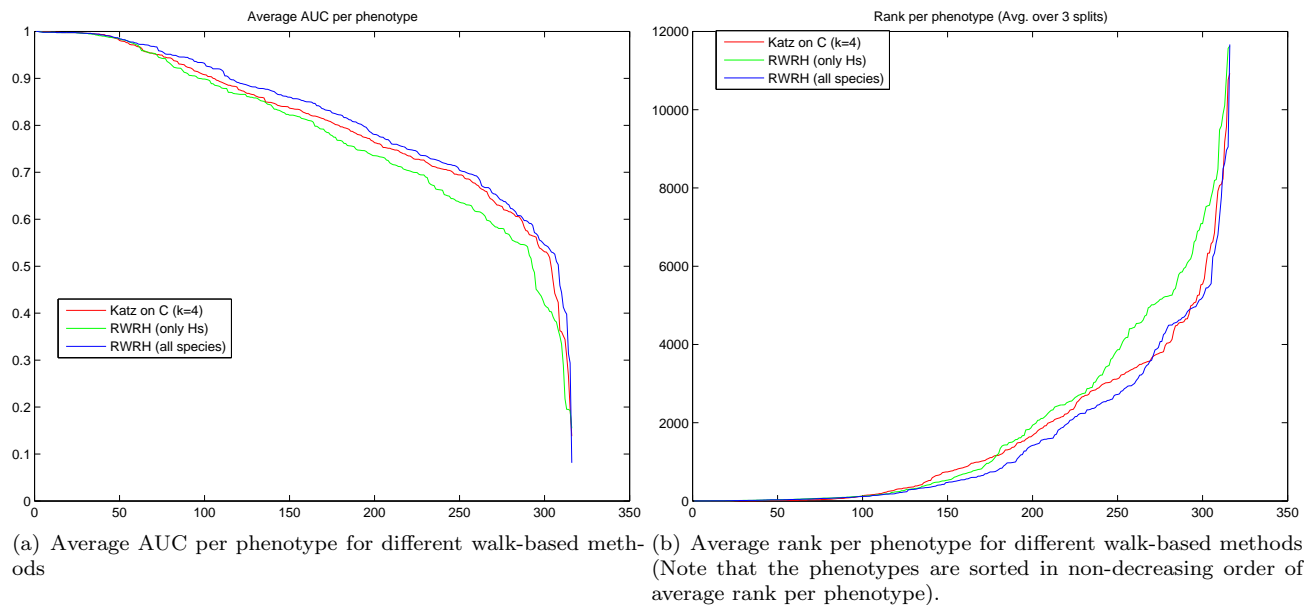 Average AUC per phenotype
1
0.9
0.8
0.7
0.6
0.5
0.4
0.3
0.2
0.1
0
Katz on C (k=4)
RWRH (only Hs)
RWRH (all species)
0 50 100 150 200 250 300 350
(a) Average AUC per phenotype for different walk-based meth-
ods
Rank per phenotype (Avg. over 3 splits)
12000
10000
8000
6000
4000
2000
0
Katz on C (k=4)
RWRH (only Hs)
RWRH (all species)
0 50 100 150 200 250 300 350
(b) Average rank per phenotype for different walk-based methods
(Note that the phenotypes are sorted in non-decreasing order of
average rank per phenotype).